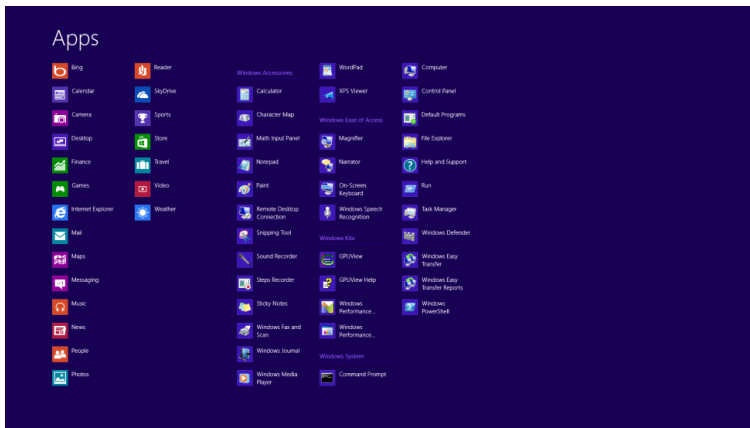 Apps
Bing
Calendar
Camera
Desktop
Finance
Games
Internet Explorer
Mail
Maps
Messaging
Music
News
People
Photos
Reader
SkyDrive
Sports
Store
Travel
Video
Weather
Windows Accessories
Calculator
Character Map
Math Input Panel
Notepad
Paint
Remote Desktop
Connection
Snipping Tool
Sound Recorder
Steps Recorder
Sticky Notes
Windows Fax and
Scan
Windows Journal
Windows Media
Player
WordPad
XPS Viewer
Windows Ease of Access
Magnifier
Narrator
On-Screen
Keyboard
Windows Speech
Recognition
Windows Kits
GPUView
GPUView Help
Windows
Performance...
Windows
Performance...
Windows System
Command Prompt
Computer
Control Panel
Default Programs
File Explorer
Help and Support
Run
Task Manager
Windows Defender
Windows Easy
Transfer
Windows Easy
Transfer Reports
Windows
PowerShell